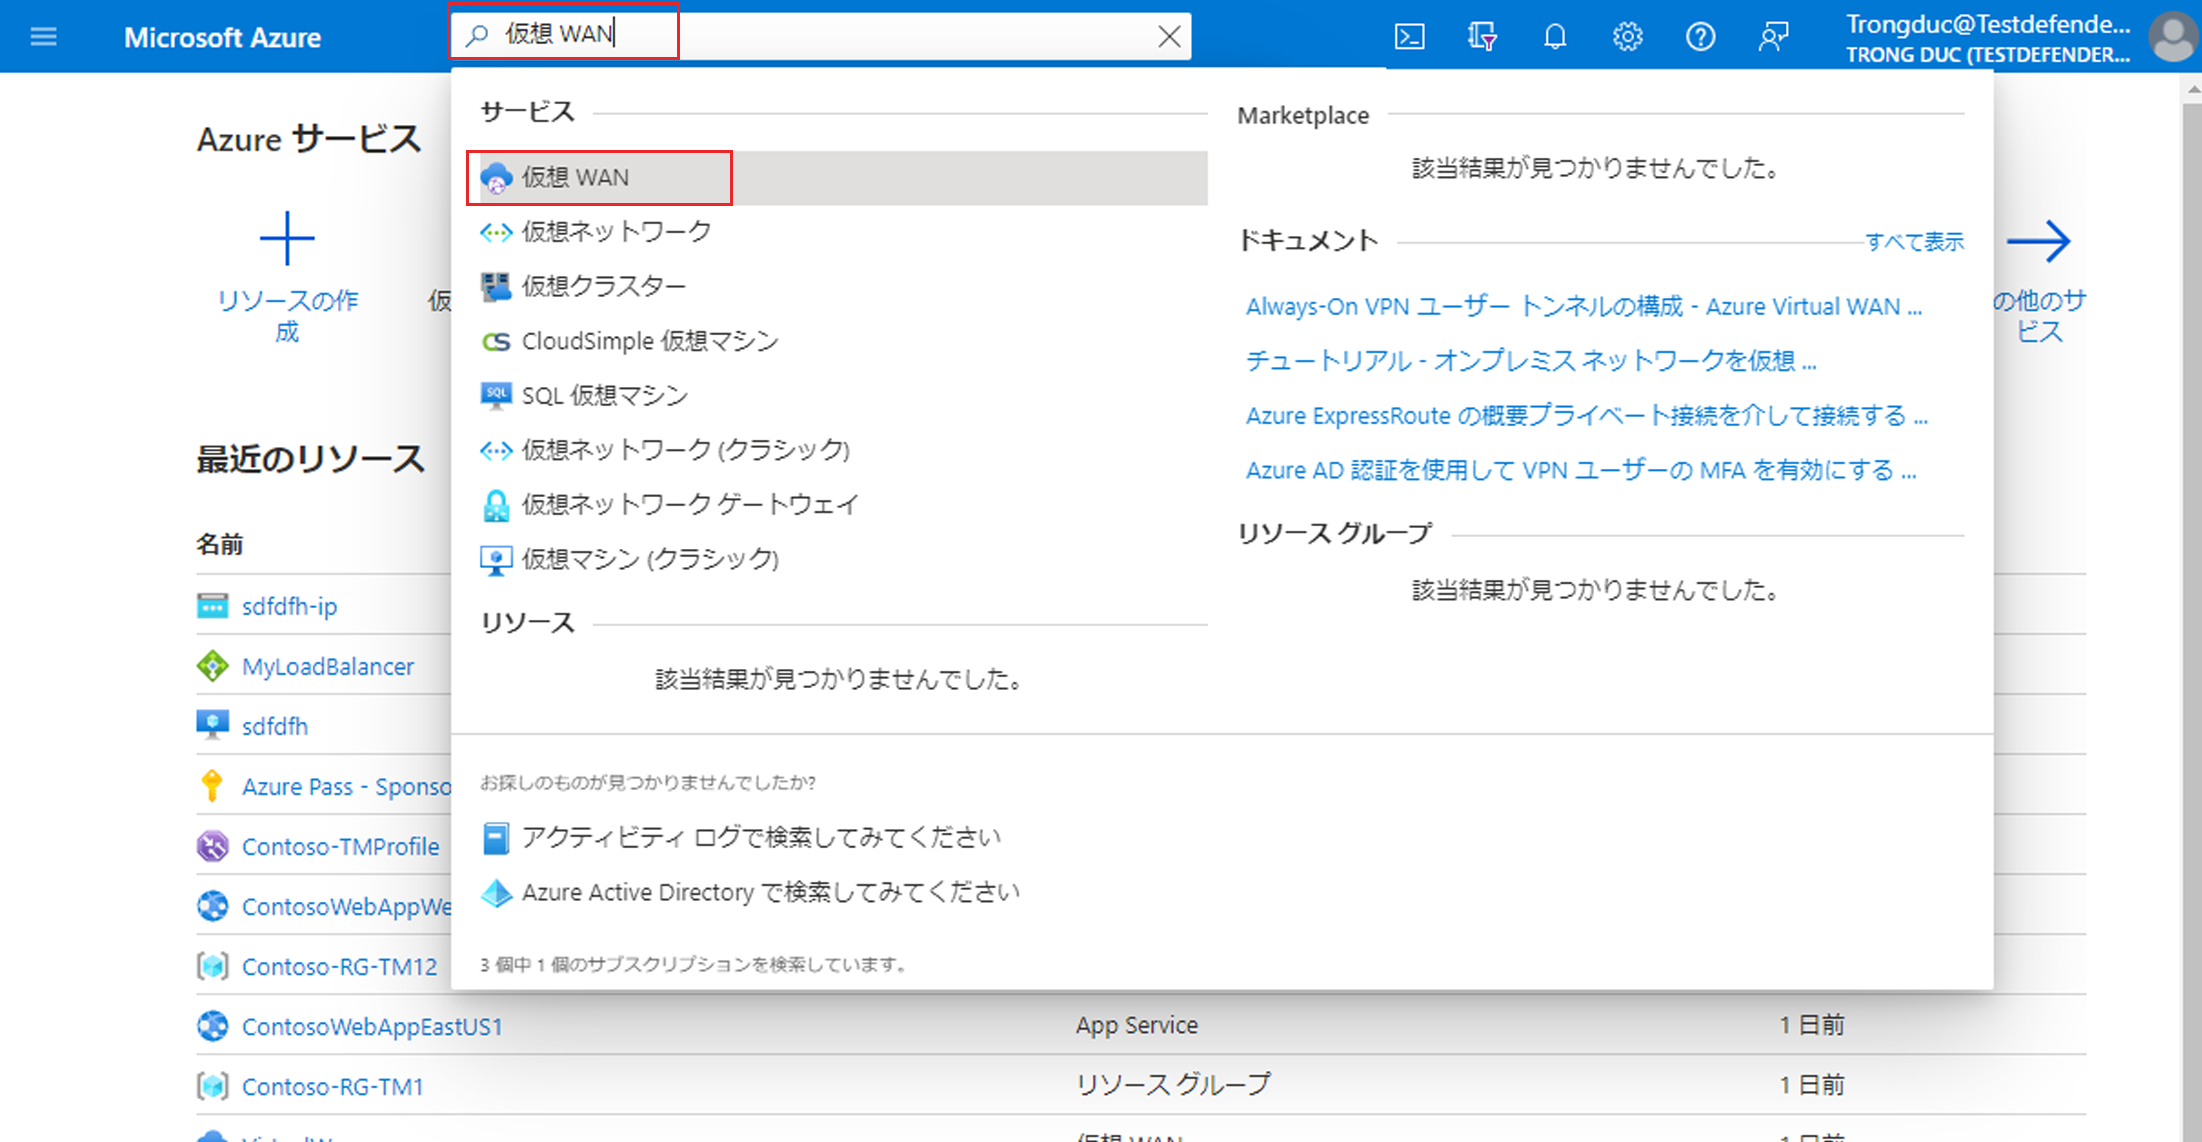 Microsoft Azure
仮想 WAN
Trongduc@Testdefende...
TRONG DUC (TESTDEFENDER...
Azure サービス
リソースの作
成
仮
の他のサ
ービス
サービス
仮想 WAN
仮想ネットワーク
仮想クラスター
CloudSimple 仮想マシン
SQL 仮想マシン
仮想ネットワーク (クラシック)
仮想ネットワーク ゲートウェイ
仮想マシン (クラシック)
リソース
該当結果が見つかりませんでした。
Marketplace
該当結果が見つかりませんでした。
ドキュメント
すべて表示
Always-On VPN ユーザー トンネルの構成 - Azure Virtual WAN ...
チュートリアル - オンプレミス ネットワークを仮想 ...
Azure ExpressRoute の概要プライベート接続を介して接続する ...
Azure AD 認証を使用して VPN ユーザーの MFA を有効にする ...
リソース グループ
該当結果が見つかりませんでした。
お探しのものが見つかりませんでしたか?
アクティビティ ログで検索してみてください
Azure Active Directory で検索してみてください
3 個中 1 個のサブスクリプションを検索しています。
最近のリソース
名前
sdfdfh-ip
MyLoadBalancer
sdfdfh
Azure Pass - Sponso
Contoso-TMProfile
ContosoWebAppWe
Contoso-RG-TM12
ContosoWebAppEastUS1 App Service 1 日前
Contoso-RG-TM1 リソース グループ 1 日前
仮想 WAN 1 日前